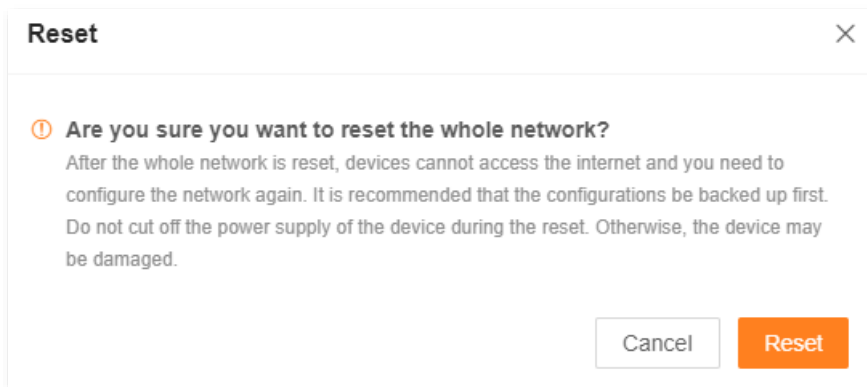 Reset
Are you sure you want to reset the whole network?
After the whole network is reset, devices cannot access the internet and you need to
configure the network again. It is recommended that the configurations be backed up first.
Do not cut off the power supply of the device during the reset. Otherwise, the device may
be damaged.
Cancel
Reset